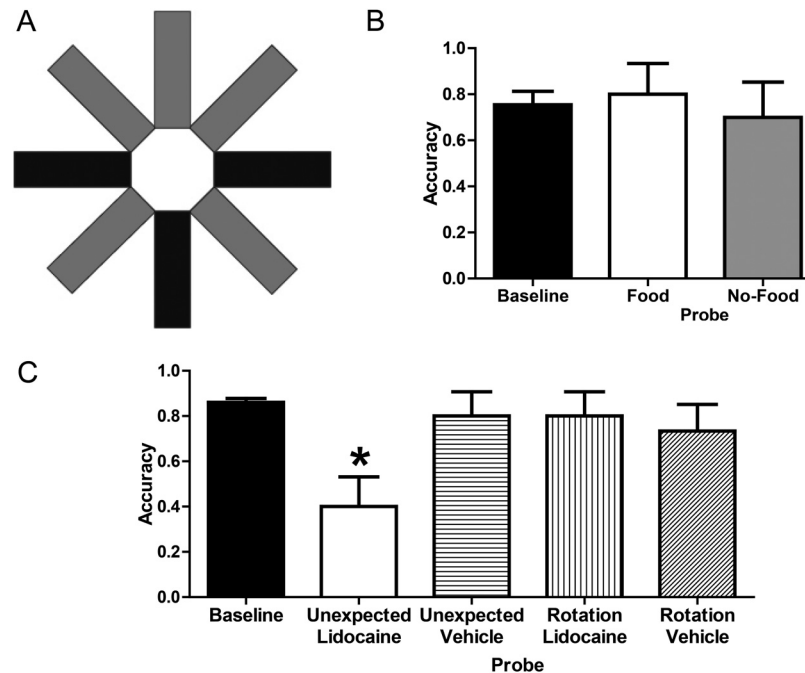 A
B
1.0
0.8
0.6
0.4
0.2
0.0
Accuracy
Baseline
Food
No-Food
Probe
C
1.0
0.8
0.6
0.4
0.2
0.0
Accuracy
*
Baseline
Unexpected
Lidocaine
Unexpected
Vehicle
Rotation
Lidocaine
Rotation
Vehicle
Probe